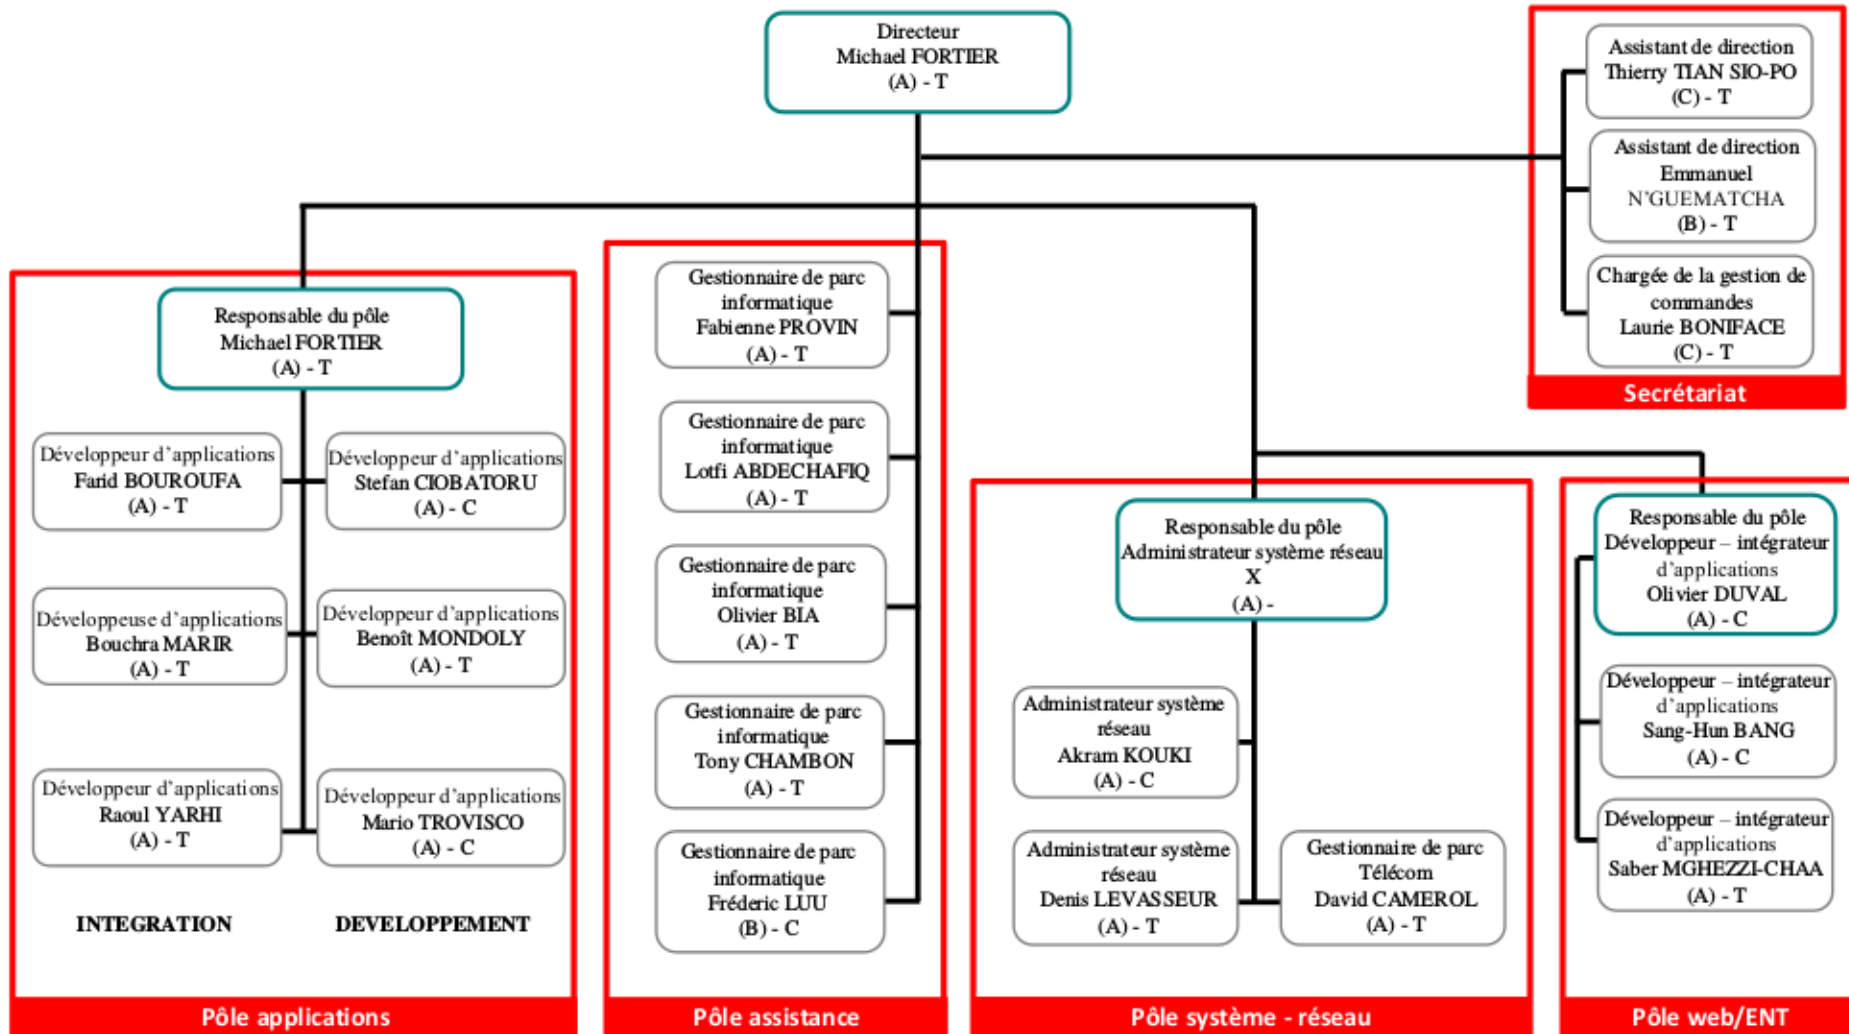 Directeur
Michael FORTIER
(A) - T
Assistant de direction
Thierry TIAN SIO-PO
(C) - T
Assistant de direction
Emmanuel
N'GUEMATCHA
(B) - T
Chargée de la gestion de
commandes
Laurie BONIFACE
(C) - T
Secrétariat
Responsable du pôle
Michael FORTIER
(A) - T
Développeur d'applications
Farid BOUROUFA
(A) - T
Développeur d'applications
Stefan CIOBATORU
(A) - C
Développeuse d'applications
Bouchra MARIR
(A) - T
Développeur d'applications
Benoît MONDOLY
(A) - T
Développeur d'applications
Raoul YARHI
(A) - T
Développeur d'applications
Mario TROVISCO
(A) - C
INTEGRATION
DEVELOPPEMENT
Pôle applications
Gestionnaire de parc
informatique
Fabienne PROVIN
(A) - T
Gestionnaire de parc
informatique
Lotfi ABDECHAFIQ
(A) - T
Gestionnaire de parc
informatique
Olivier BIA
(A) - T
Gestionnaire de parc
informatique
Tony CHAMBON
(A) - T
Gestionnaire de parc
informatique
Fréderic LUU
(B) - C
Pôle assistance
Responsable du pôle
Administrateur système réseau
X
(A) -
Administrateur système
réseau
Akram KOUKI
(A) - C
Administrateur système
réseau
Denis LEVASSEUR
(A) - T
Gestionnaire de parc
Télécom
David CAMEROL
(A) - T
Pôle système - réseau
Responsable du pôle
Développeur – intégrateur
d'applications
Olivier DUVAL
(A) - C
Développeur – intégrateur
d'applications
Sang-Hun BANG
(A) - C
Développeur – intégrateur
d'applications
Saber MGHEZZI-CHAA
(A) - T
Pôle web/ENT